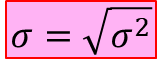 σ = √σ²